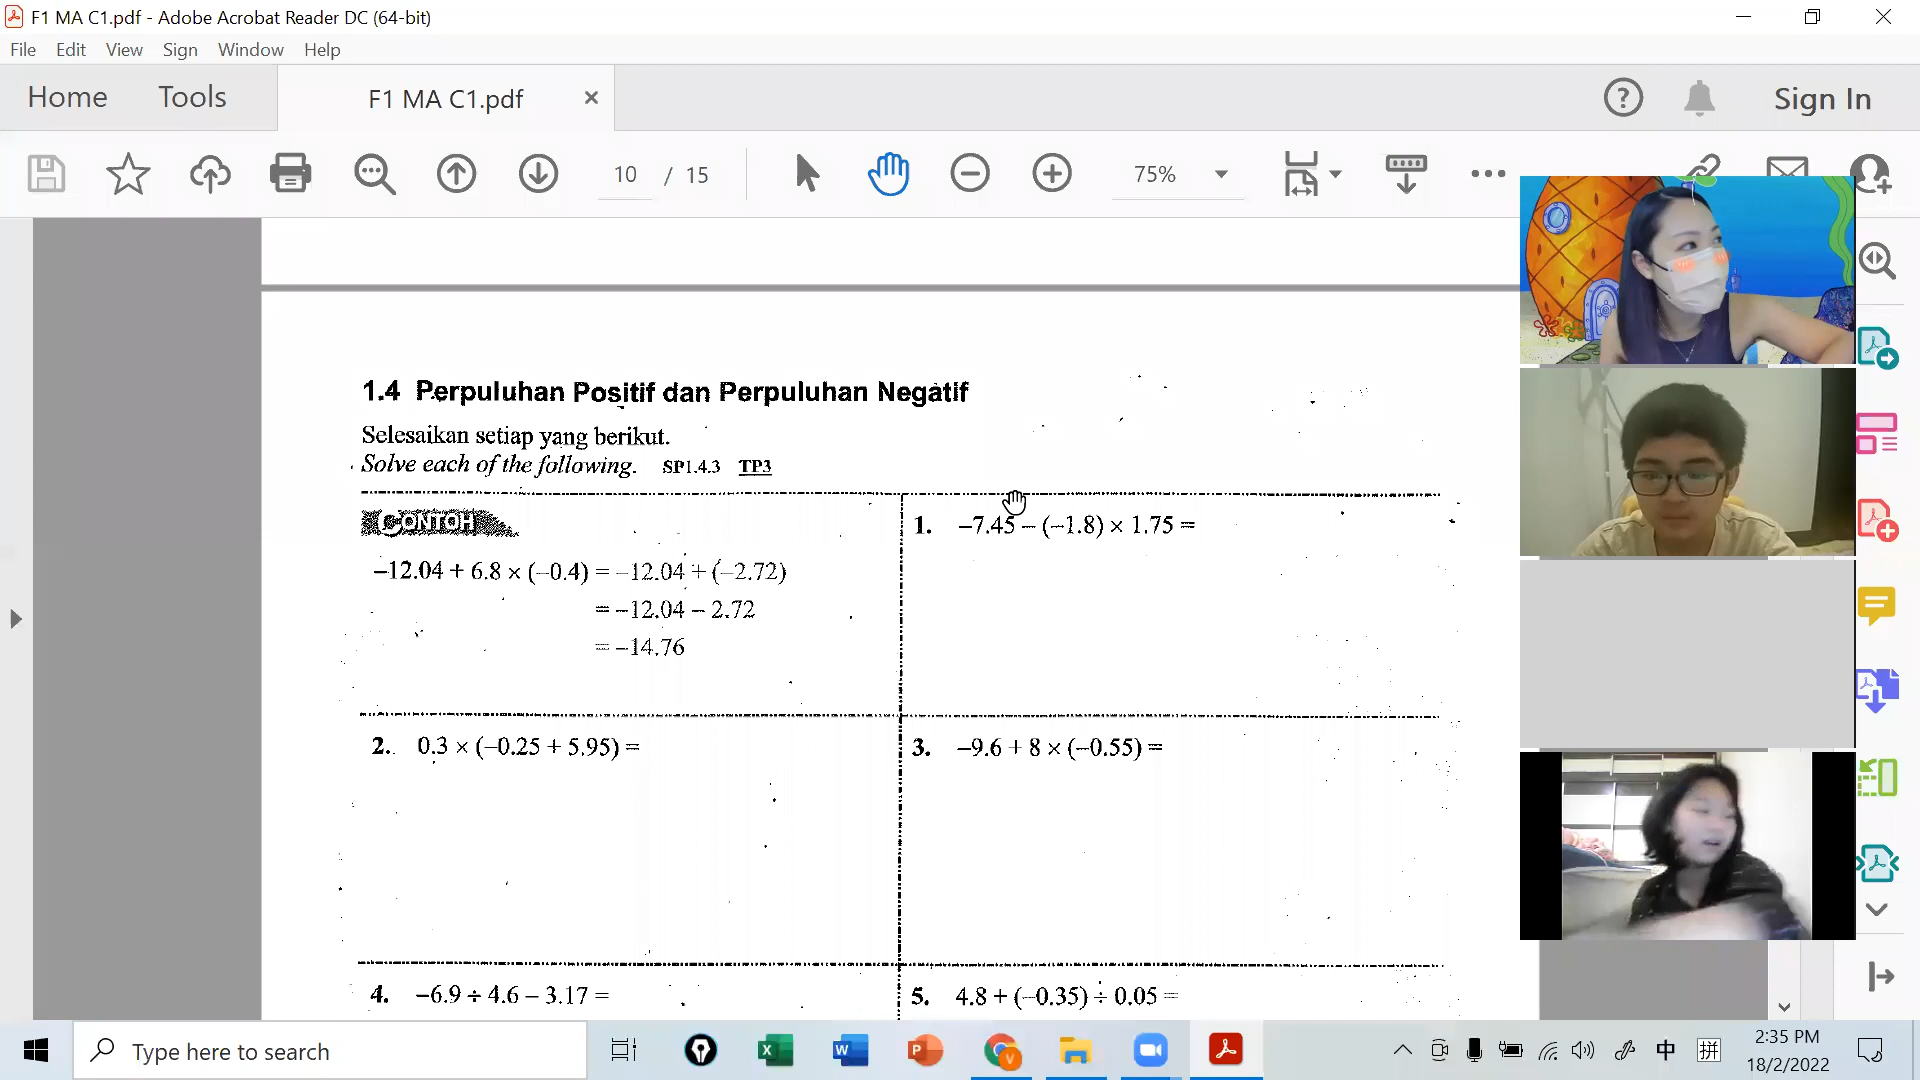 F1 MA C1.pdf - Adobe Acrobat Reader DC (64-bit)
File Edit View Sign Window Help
Home Tools F1 MA C1.pdf × Sign In
10 / 15 75%
1.4 Perpuluhan Positif dan Perpuluhan Negatif
Selesaikan setiap yang berikut.
Solve each of the following. SP1.4.3 TP3
CONTOH
–12.04 + 6.8 × (–0.4) = –12.04 + (–2.72)
= –12.04 – 2.72
= –14.76
1. –7.45 – (–1.8) × 1.75 =
2. 0.3 × (–0.25 + 5.95) =
3. –9.6 + 8 × (–0.55) =
4. –6.9 ÷ 4.6 – 3.17 =
5. 4.8 + (–0.35) ÷ 0.05 =
Type here to search
中 拼
2:35 PM
18/2/2022